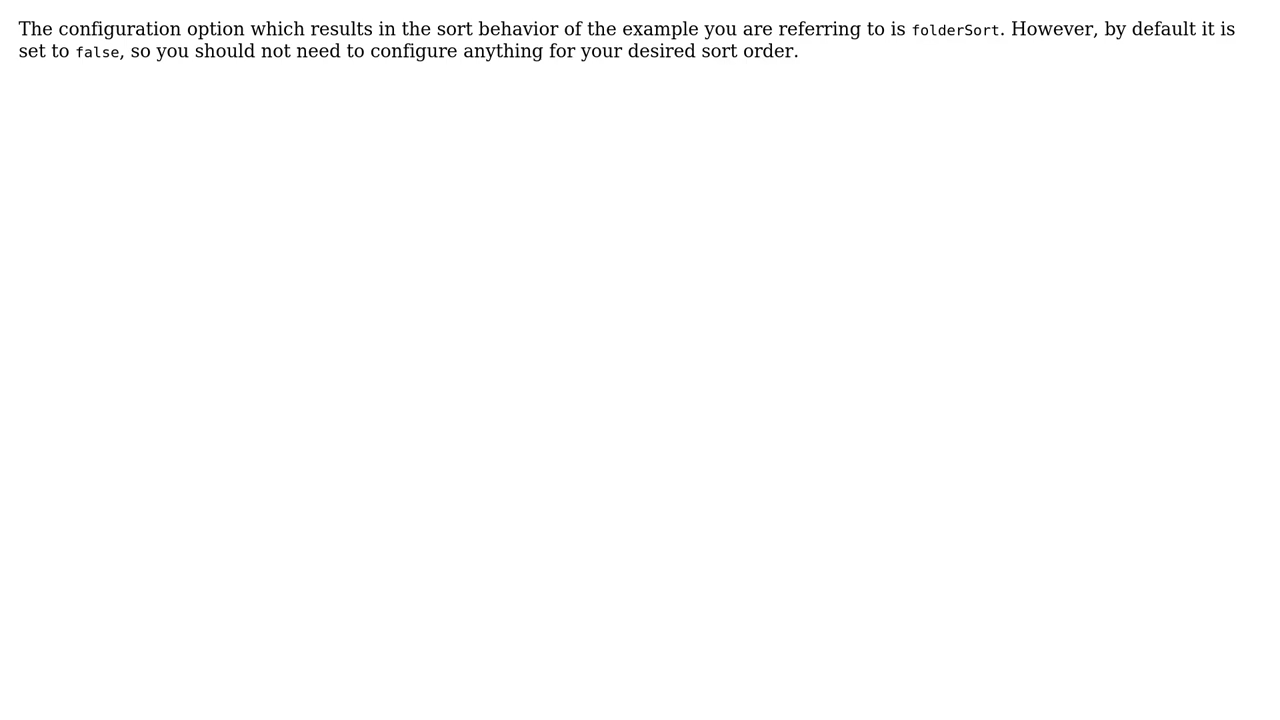 The configuration option which results in the sort behavior of the example you are referring to is folderSort. However, by default it is
set to false, so you should not need to configure anything for your desired sort order.